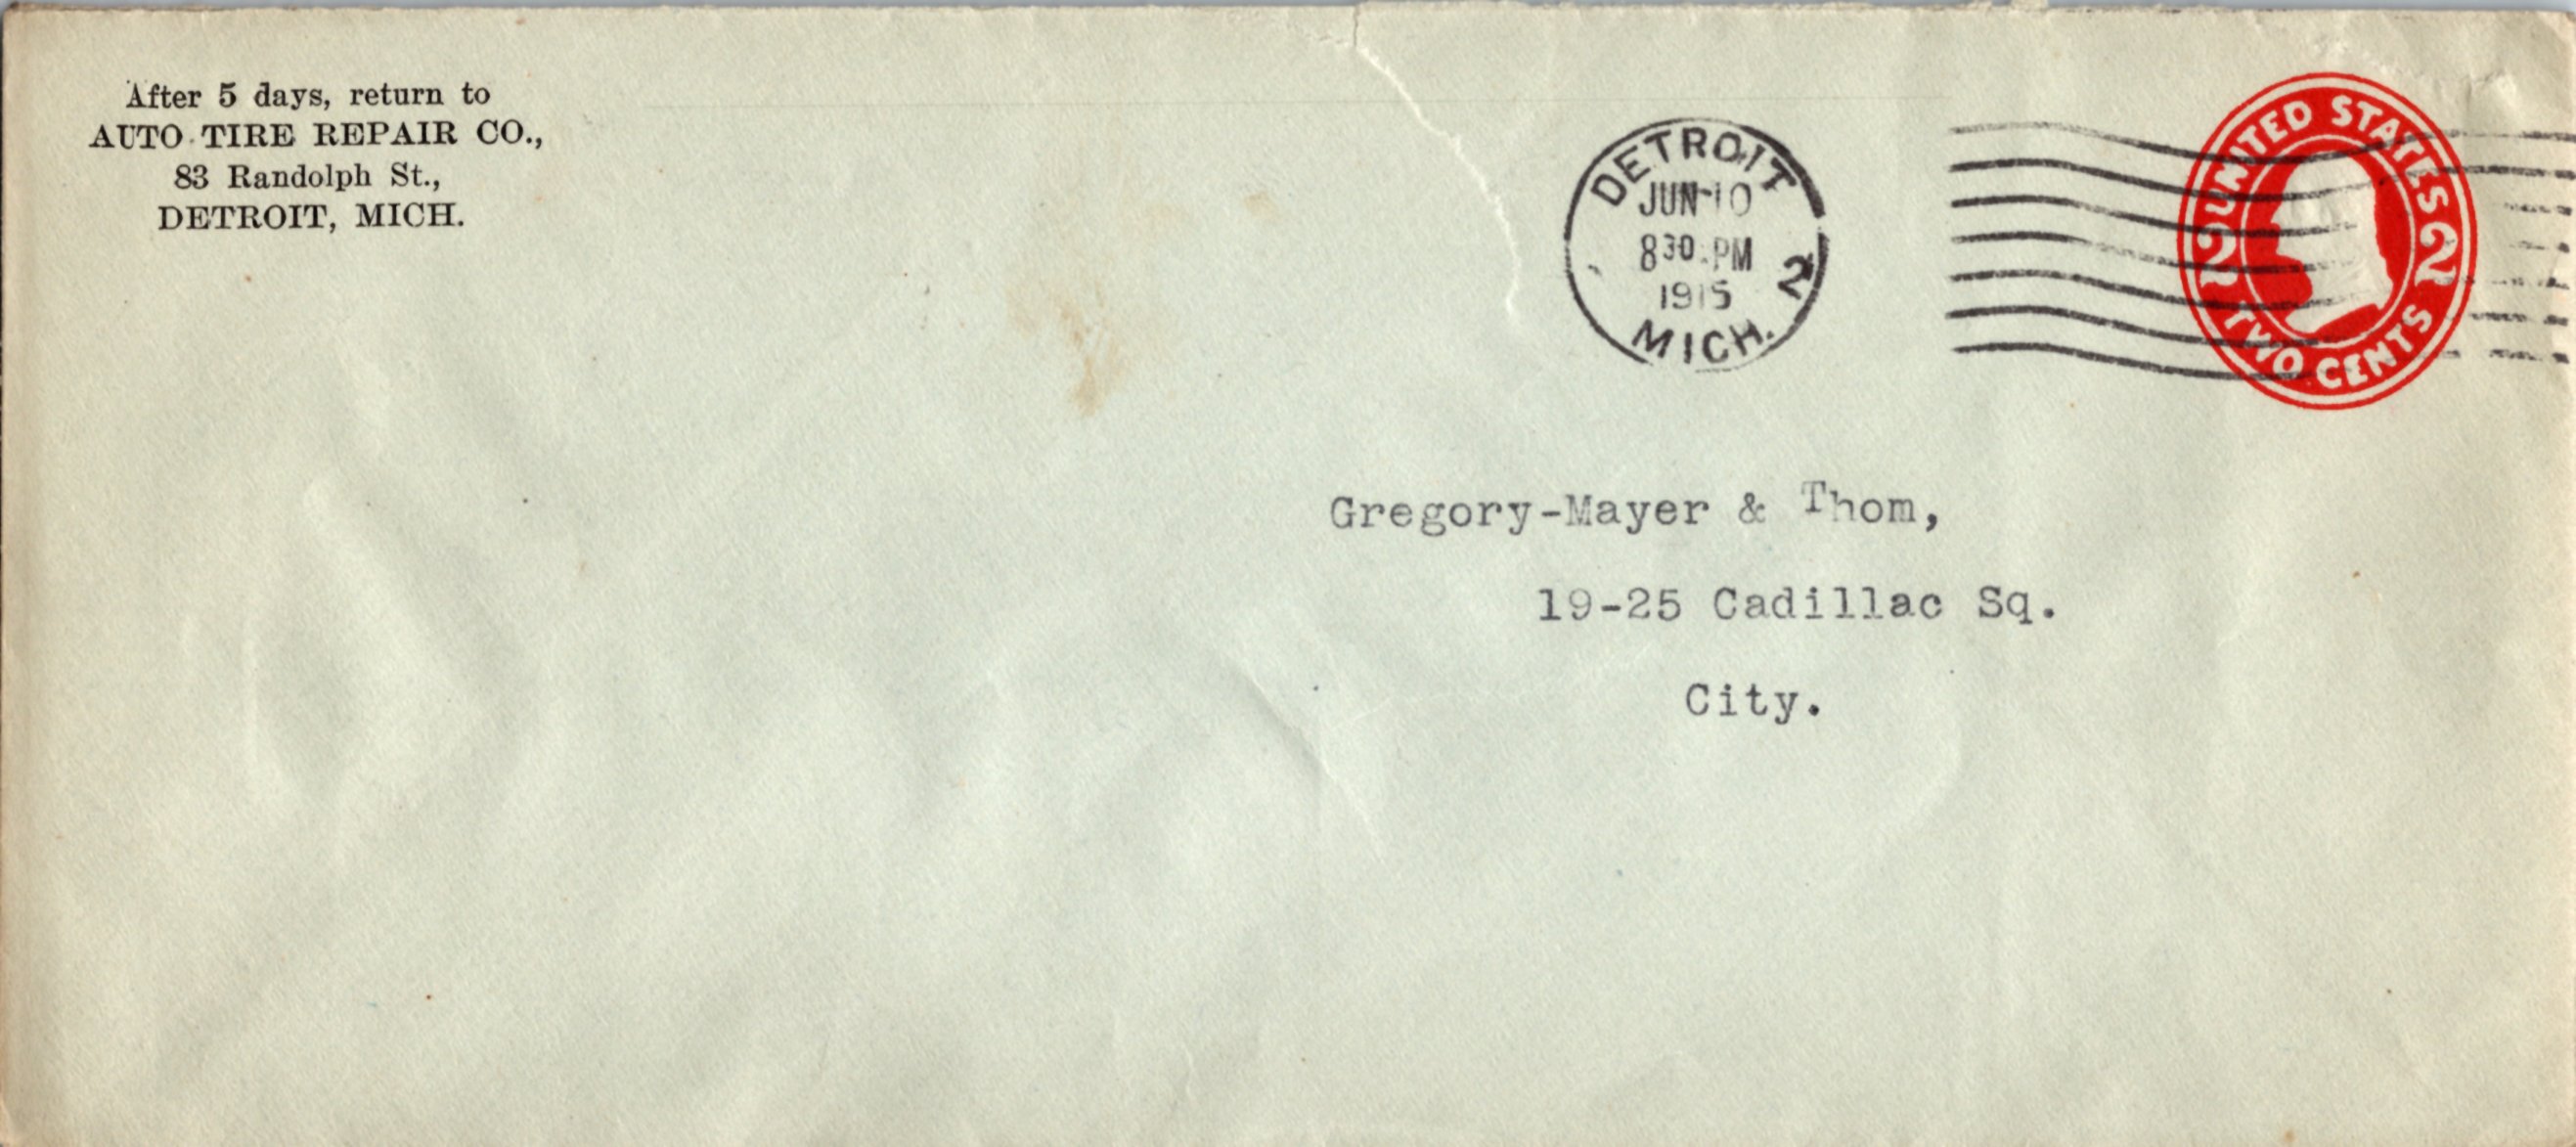 After 5 days, return to
AUTO TIRE REPAIR CO.,
83 Randolph St.,
DETROIT, MICH.
DETROIT
JUN 10
830 PM
1915
2
MICH.
UNITED STATES
2 2
TWO CENTS
Gregory-Mayer & Thom,
19-25 Cadillac Sq.
City.